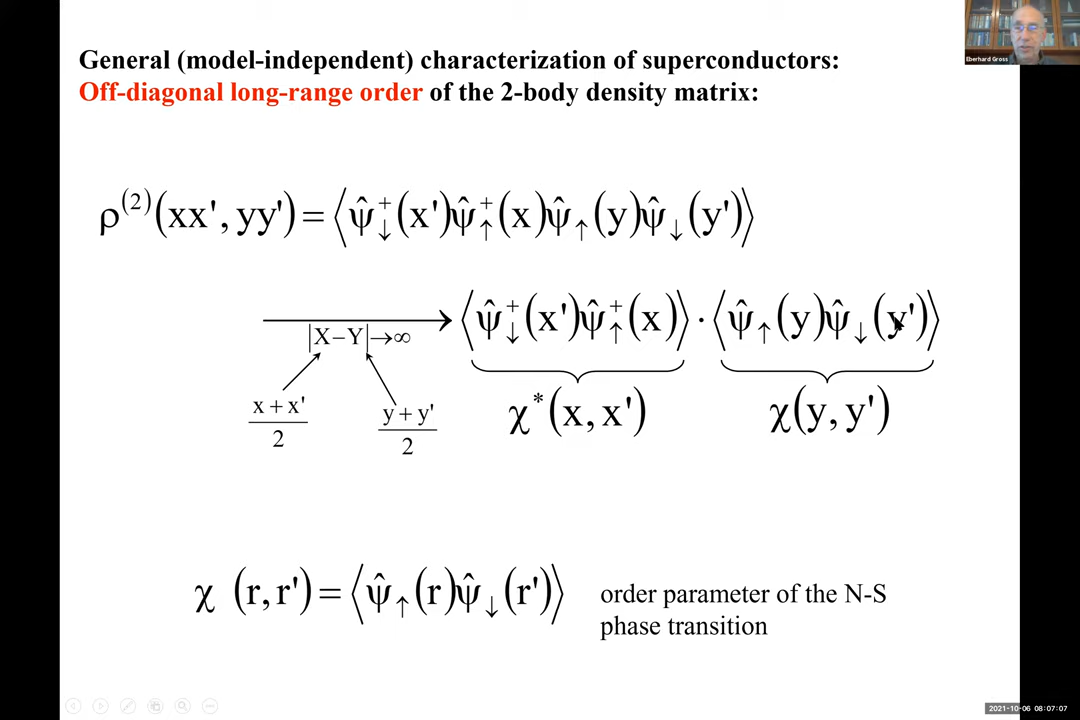 Eberhard Gross
General (model-independent) characterization of superconductors:
Off-diagonal long-range order of the 2-body density matrix:
ρ^(2)(xx', yy') = ⟨ψ̂↓⁺(x')ψ̂↑⁺(x)ψ̂↑(y)ψ̂↓(y')⟩
⟶ ⟨ψ̂↓⁺(x')ψ̂↑⁺(x)⟩ · ⟨ψ̂↑(y)ψ̂↓(y')⟩
|X−Y|→∞
x + x' / 2 y + y' / 2 χ*(x, x') χ(y, y')
χ (r, r') = ⟨ψ̂↑(r)ψ̂↓(r')⟩ order parameter of the N-S
phase transition
2021-10-06 08:07:07